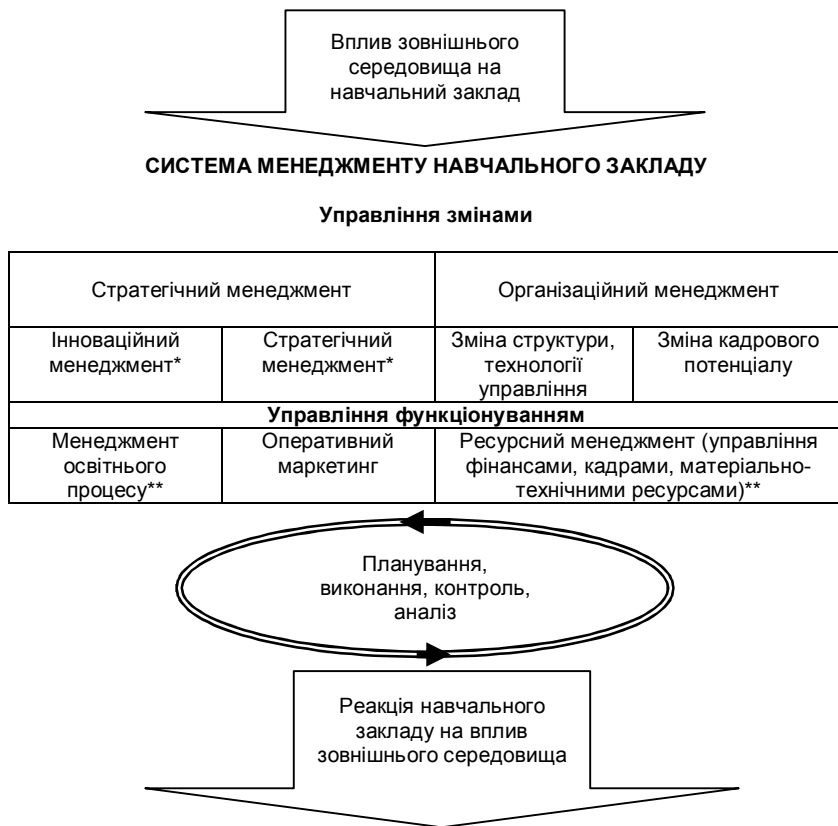 Вплив зовнішнього
середовища на
навчальний заклад
СИСТЕМА МЕНЕДЖМЕНТУ НАВЧАЛЬНОГО ЗАКЛАДУ
Управління змінами
Стратегічний менеджмент
Організаційний менеджмент
Інноваційний
менеджмент*
Стратегічний
менеджмент*
Зміна структури,
технології
управління
Зміна кадрового
потенціалу
Управління функціонуванням
Менеджмент
освітнього
процесу**
Оперативний
маркетинг
Ресурсний менеджмент (управління
фінансами, кадрами, матеріально-
технічними ресурсами)**
Планування,
виконання, контроль,
аналіз
Реакція навчального
закладу на вплив
зовнішнього середовища